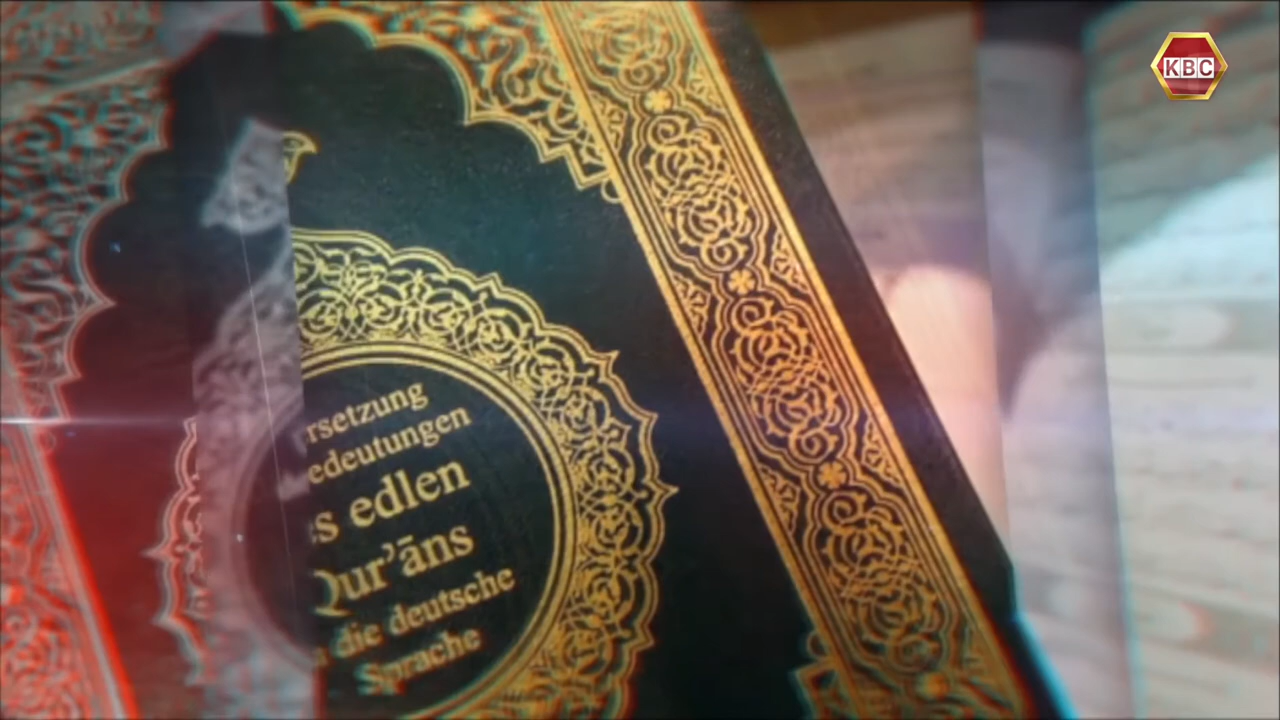 KBC
rsetzung
edeutungen
s edlen
Qur'āns
die deutsche
Sprache